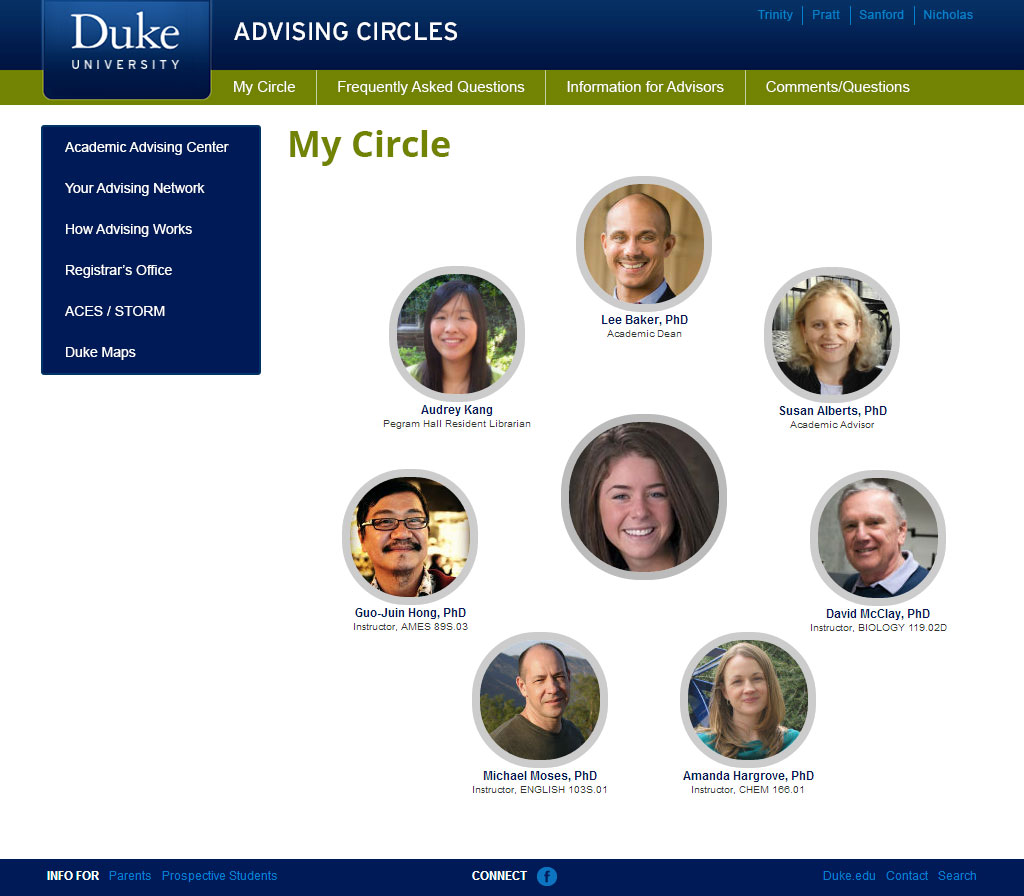 Duke
UNIVERSITY
ADVISING CIRCLES
Trinity Pratt Sanford Nicholas
My Circle Frequently Asked Questions Information for Advisors Comments/Questions
Academic Advising Center
Your Advising Network
How Advising Works
Registrar's Office
ACES / STORM
Duke Maps
My Circle
Lee Baker, PhD
Academic Dean
Audrey Kang
Pegram Hall Resident Librarian
Susan Alberts, PhD
Academic Advisor
Guo-Juin Hong, PhD
Instructor, AMES 89S.03
David McClay, PhD
Instructor, BIOLOGY 119.02D
Michael Moses, PhD
Instructor, ENGLISH 103S.01
Amanda Hargrove, PhD
Instructor, CHEM 166.01
INFO FOR Parents Prospective Students CONNECT f Duke.edu Contact Search